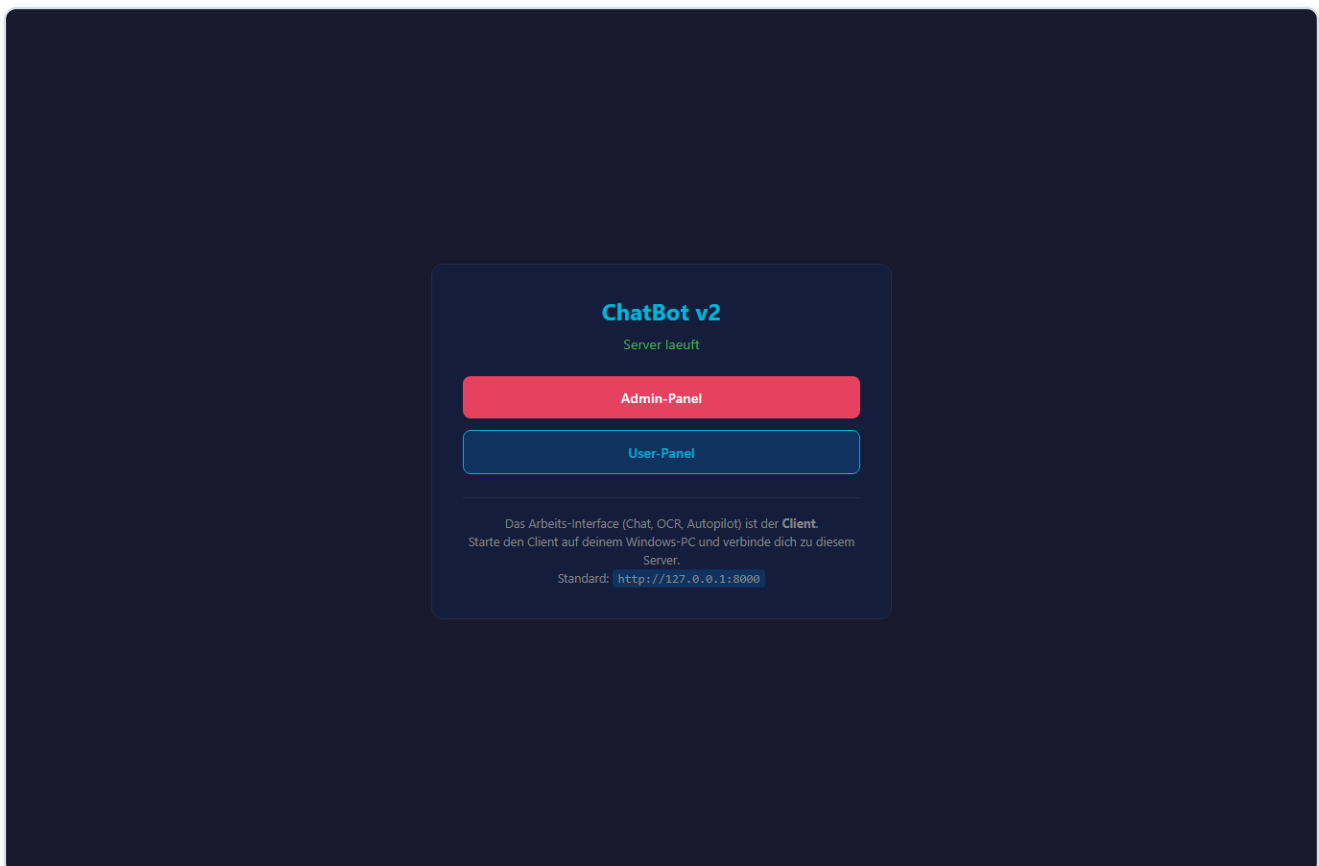 ChatBot v2
Server laeuft
Admin-Panel
User-Panel
Das Arbeits-Interface (Chat, OCR, Autopilot) ist der Client.
Starte den Client auf deinem Windows-PC und verbinde dich zu diesem
Server.
Standard: http://127.0.0.1:8000